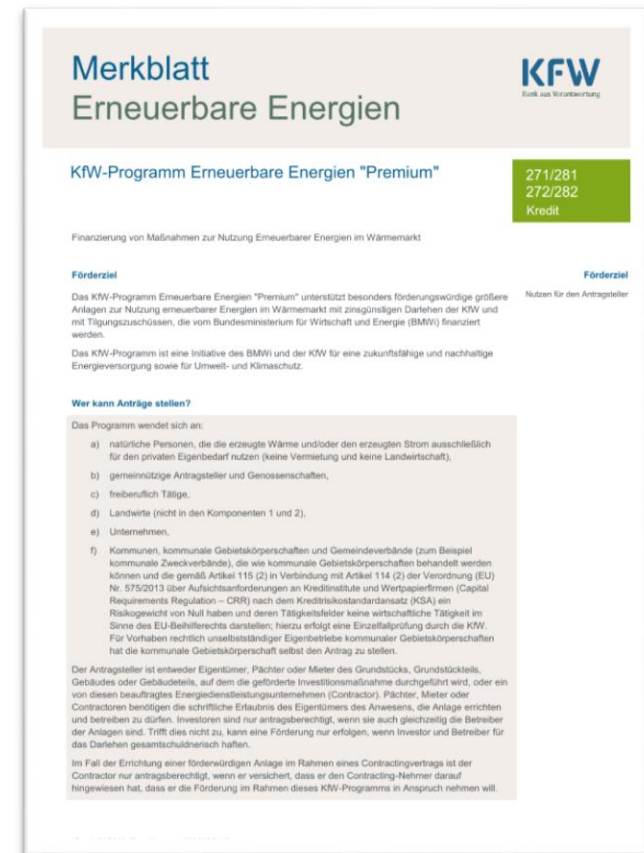 Merkblatt
Erneuerbare Energien
KFW
Bank aus Verantwortung
KfW-Programm Erneuerbare Energien "Premium"
271/281
272/282
Kredit
Finanzierung von Maßnahmen zur Nutzung Erneuerbarer Energien im Wärmemarkt
Förderziel
Förderziel
Das KfW-Programm Erneuerbare Energien "Premium" unterstützt besonders förderungswürdige größere
Anlagen zur Nutzung erneuerbarer Energien im Wärmemarkt mit zinsgünstigen Darlehen der KfW und
mit Tilgungszuschüssen, die vom Bundesministerium für Wirtschaft und Energie (BMWi) finanziert
werden.
Nutzen für den Antragsteller
Das KfW-Programm ist eine Initiative des BMWi und der KfW für eine zukunftsfähige und nachhaltige
Energieversorgung sowie für Umwelt- und Klimaschutz.
Wer kann Anträge stellen?
Das Programm wendet sich an:
a) natürliche Personen, die die erzeugte Wärme und/oder den erzeugten Strom ausschließlich
für den privaten Eigenbedarf nutzen (keine Vermietung und keine Landwirtschaft),
b) gemeinnützige Antragsteller und Genossenschaften,
c) freiberuflich Tätige,
d) Landwirte (nicht in den Komponenten 1 und 2),
e) Unternehmen,
f) Kommunen, kommunale Gebietskörperschaften und Gemeindeverbände (zum Beispiel
kommunale Zweckverbände), die wie kommunale Gebietskörperschaften behandelt werden
können und die gemäß Artikel 115 (2) in Verbindung mit Artikel 114 (2) der Verordnung (EU)
Nr. 575/2013 über Aufsichtsanforderungen an Kreditinstitute und Wertpapierfirmen (Capital
Requirements Regulation – CRR) nach dem Kreditrisikostandardansatz (KSA) ein
Risikogewicht von Null haben und deren Tätigkeitsfelder keine wirtschaftliche Tätigkeit im
Sinne des EU-Beihilferechts darstellen; hierzu erfolgt eine Einzelfallprüfung durch die KfW.
Für Vorhaben rechtlich unselbstständiger Eigenbetriebe kommunaler Gebietskörperschaften
hat die kommunale Gebietskörperschaft selbst den Antrag zu stellen.
Der Antragsteller ist entweder Eigentümer, Pächter oder Mieter des Grundstücks, Grundstückteils,
Gebäudes oder Gebäudeteils, auf dem die geförderte Investitionsmaßnahme durchgeführt wird, oder ein
von diesen beauftragtes Energiedienstleistungsunternehmen (Contractor). Pächter, Mieter oder
Contractoren benötigen die schriftliche Erlaubnis des Eigentümers des Anwesens, die Anlage errichten
und betreiben zu dürfen. Investoren sind nur antragsberechtigt, wenn sie auch gleichzeitig die Betreiber
der Anlagen sind. Trifft dies nicht zu, kann eine Förderung nur erfolgen, wenn Investor und Betreiber für
das Darlehen gesamtschuldnerisch haften.
Im Fall der Errichtung einer förderwürdigen Anlage im Rahmen eines Contractingvertrags ist der
Contractor nur antragsberechtigt, wenn er versichert, dass er den Contracting-Nehmer darauf
hingewiesen hat, dass er die Förderung im Rahmen dieses KfW-Programms in Anspruch nehmen will.